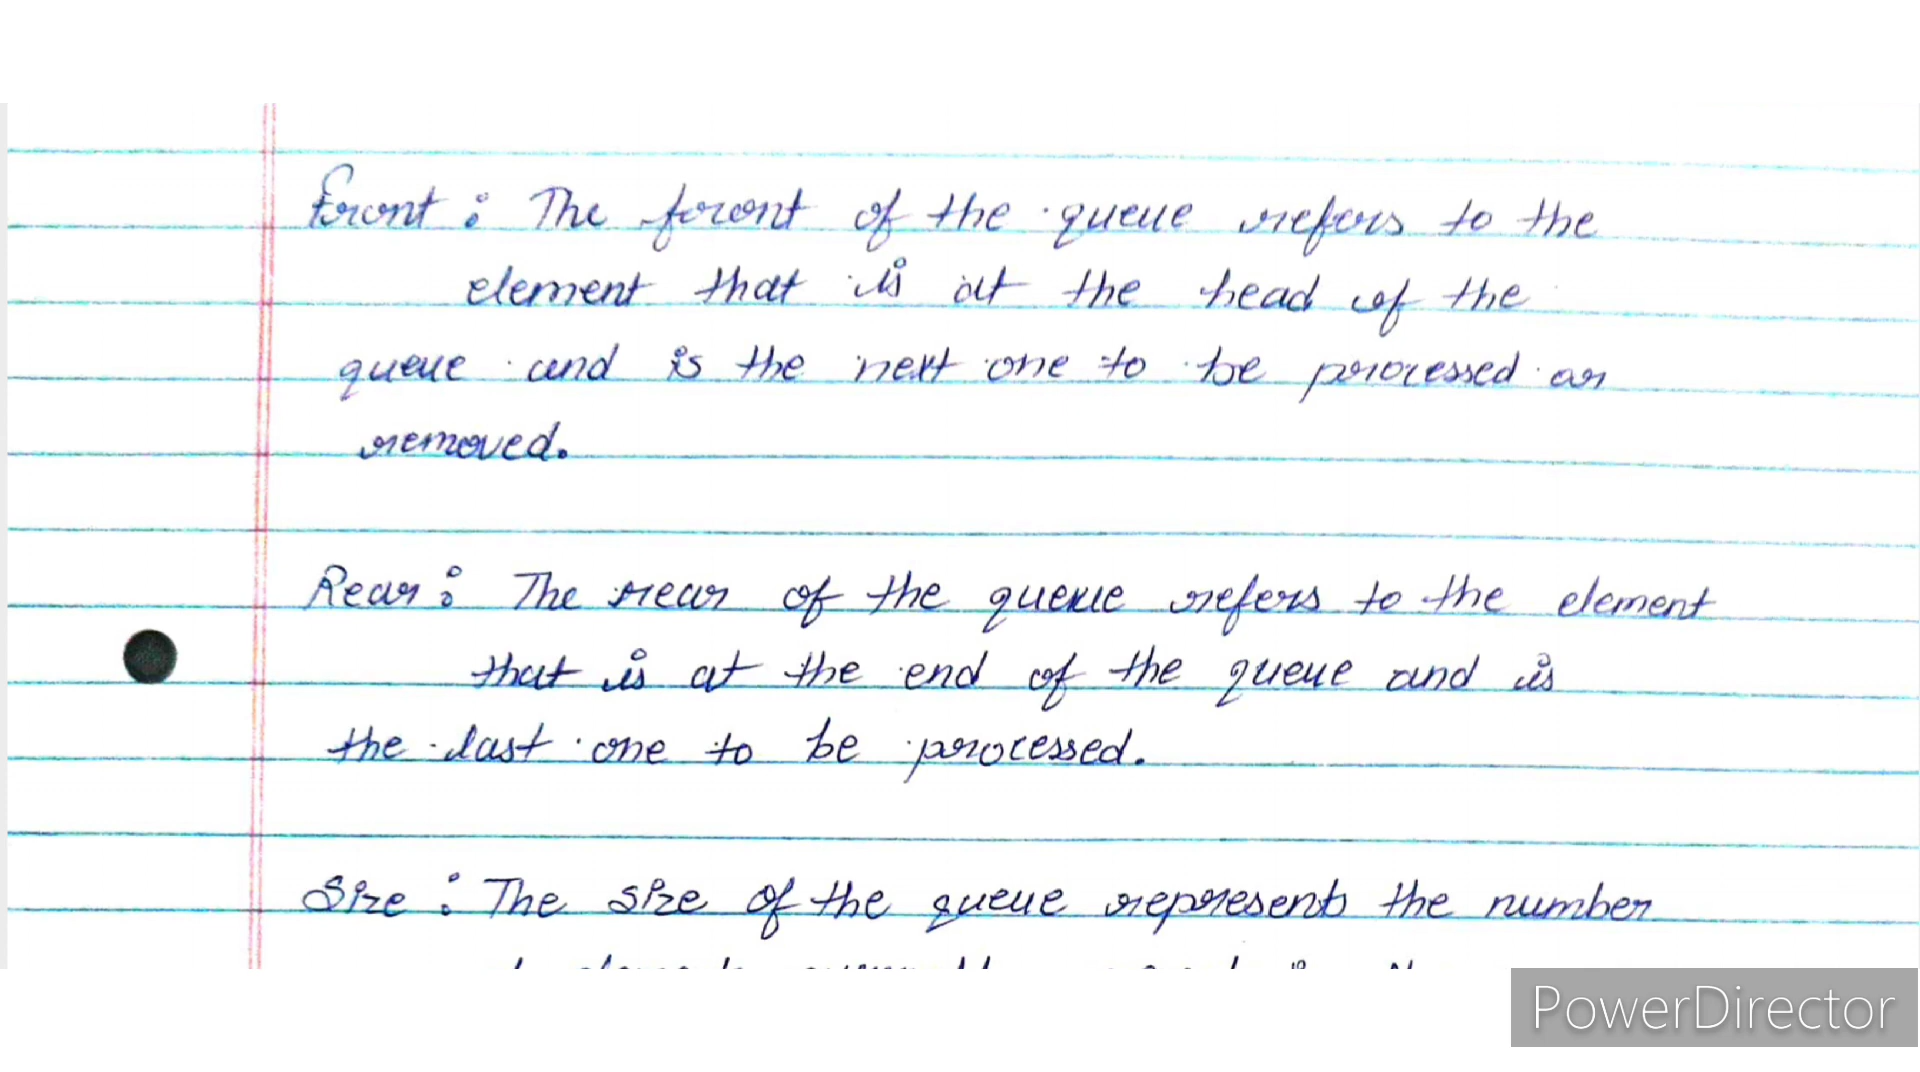 Front : The front of the queue refers to the
element that is at the head of the
queue and is the next one to be processed or
removed.
Rear : The rear of the queue refers to the element
that is at the end of the queue and is
the last one to be processed.
Size : The size of the queue represents the number
PowerDirector